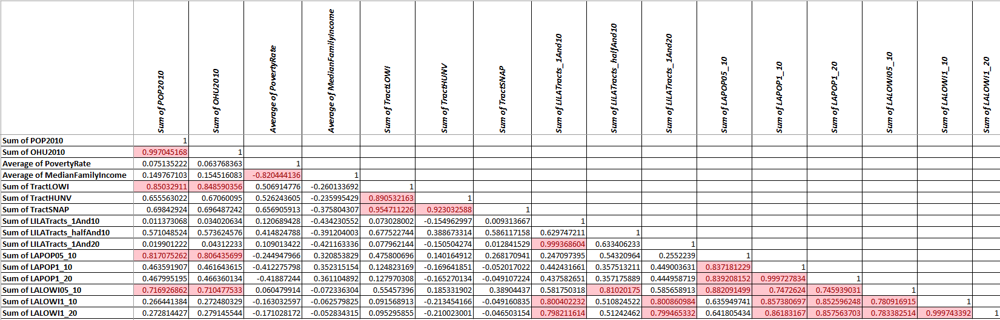 Sum of POP2010 Sum of OHU2010 Average of PovertyRate Average of MedianFamilyIncome Sum of TractLOWI Sum of TractHUNV Sum of TractSNAP Sum of LILATracts_1And10 Sum of LILATracts_halfAnd10 Sum of LILATracts_1And20 Sum of LAPOP05_10 Sum of LAPOP1_10 Sum of LAPOP1_20 Sum of LALOWI05_10 Sum of LALOWI1_10 Sum of LALOWI1_20
Sum of POP2010 1
Sum of OHU2010 0.997045168 1
Average of PovertyRate 0.075135222 0.063768363 1
Average of MedianFamilyIncome 0.149767103 0.154516083 -0.820444136 1
Sum of TractLOWI 0.85032911 0.848590356 0.506914776 -0.260133692 1
Sum of TractHUNV 0.655563022 0.67060095 0.526243605 -0.235995429 0.890532163 1
Sum of TractSNAP 0.69842924 0.696487242 0.656905913 -0.375804307 0.954711226 0.923032588 1
Sum of LILATracts_1And10 0.011373068 0.034020634 0.120689428 -0.434230552 0.073028002 -0.154962997 0.009313667 1
Sum of LILATracts_halfAnd10 0.571048524 0.573624576 0.414824788 -0.391204003 0.677522744 0.388673314 0.586117158 0.629747211 1
Sum of LILATracts_1And20 0.019901222 0.04312233 0.109013422 -0.421163336 0.077962144 -0.150504274 0.012841529 0.999368604 0.633406233 1
Sum of LAPOP05_10 0.817075262 0.806435699 -0.244947966 0.320853829 0.475800696 0.140164912 0.268170941 0.247097395 0.54320964 0.2552239 1
Sum of LAPOP1_10 0.463591907 0.461643615 -0.412275798 0.352315154 0.124823169 -0.169641851 -0.052017022 0.442431661 0.357513211 0.449003631 0.837181229 1
Sum of LAPOP1_20 0.467995195 0.466360134 -0.41887244 0.361104892 0.127970308 -0.165270134 -0.049107224 0.437582651 0.357175889 0.444958719 0.839208152 0.999727834 1
Sum of LALOWI05_10 0.716926862 0.710477533 0.060479914 -0.072336304 0.55457396 0.185331902 0.38904437 0.581750318 0.81020175 0.585658913 0.882091499 0.7472624 0.745939031 1
Sum of LALOWI1_10 0.266441384 0.272480329 -0.163032597 -0.062579825 0.091568913 -0.213454166 -0.049160835 0.800402232 0.510824522 0.800860984 0.635949741 0.857380697 0.852596248 0.780916915 1
Sum of LALOWI1_20 0.272814427 0.279145544 -0.171028172 -0.052834315 0.095295855 -0.210023001 -0.046503154 0.798211614 0.51242462 0.799465332 0.641805434 0.86183167 0.857563703 0.783382514 0.999743392 1